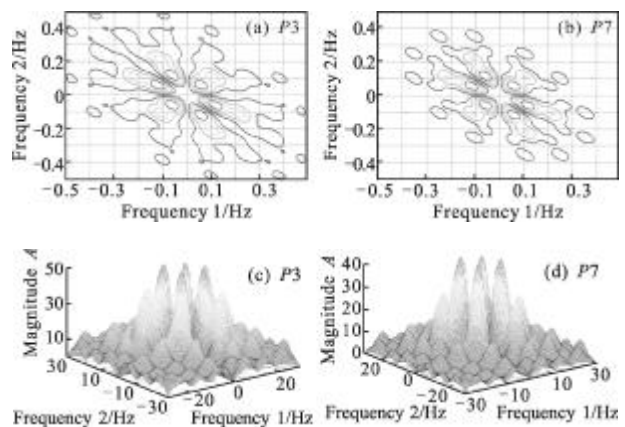 (a) P3
Frequency 2/Hz
0.4
0.2
0
−0.2
−0.4
−0.5 −0.3 −0.1 0.1 0.3
Frequency 1/Hz
(b) P7
Frequency 2/Hz
0.4
0.2
0
−0.2
−0.4
−0.5 −0.3 −0.1 0.1 0.3
Frequency 1/Hz
(c) P3
Magnitude A
50
30
10
30 10 −10 −30
Frequency 2/Hz
−20 0 20
Frequency 1/Hz
(d) P7
Magnitude A
40
30
20
10
0
20 0 −20
Frequency 2/Hz
−30 −10 10 30
Frequency 1/Hz